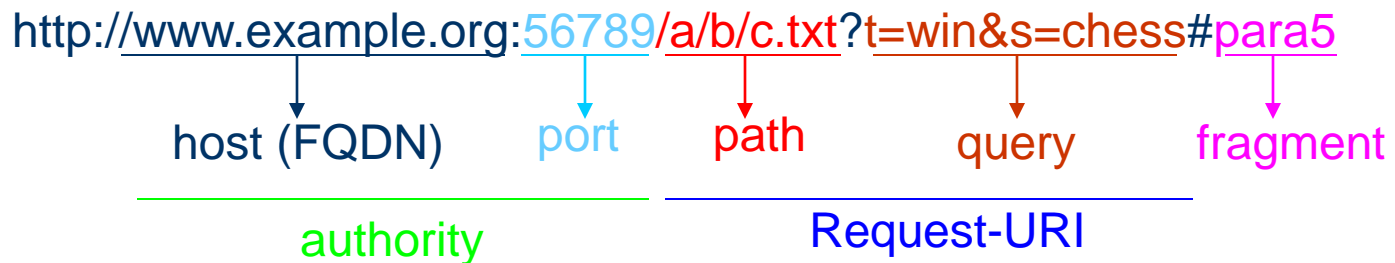 http://www.example.org:56789/a/b/c.txt?t=win&s=chess#para5
host (FQDN) port path query fragment
authority Request-URI